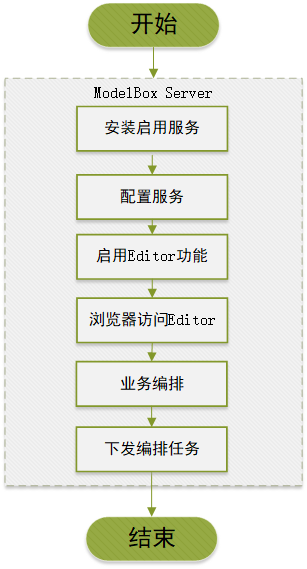 开始
ModelBox Server
安装启用服务
配置服务
启用Editor功能
浏览器访问Editor
业务编排
下发编排任务
结束